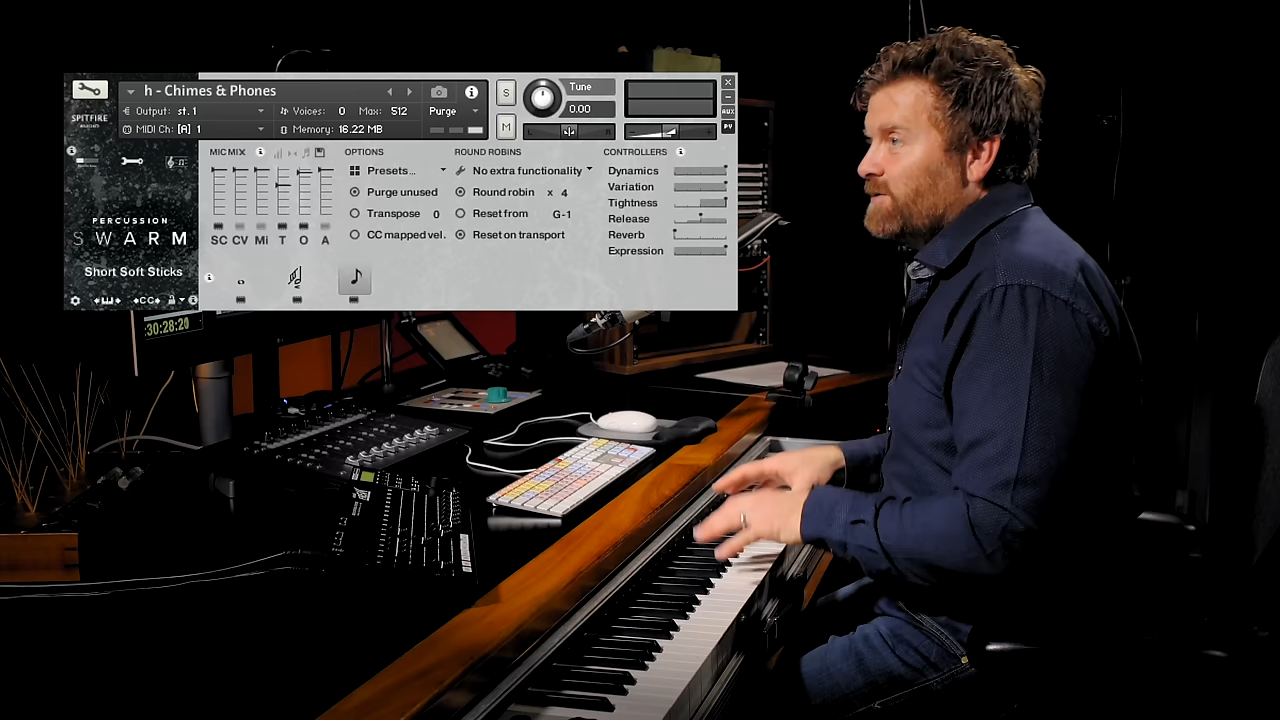 h - Chimes & Phones
Output: st.1
Voices: 0 Max: 512
Purge
MIDI Ch: [A] 1
Memory: 16.22 MB
S
M
Tune
0.00
L
R
AUX
PV
SPITFIRE
PERCUSSION
SWARM
Short Soft Sticks
CC
MIC MIX
SC CV Mi T O A
OPTIONS
Presets...
Purge unused
Transpose 0
CC mapped vel.
ROUND ROBINS
No extra functionality
Round robin x 4
Reset from G-1
Reset on transport
CONTROLLERS
Dynamics
Variation
Tightness
Release
Reverb
Expression
:30:28:20